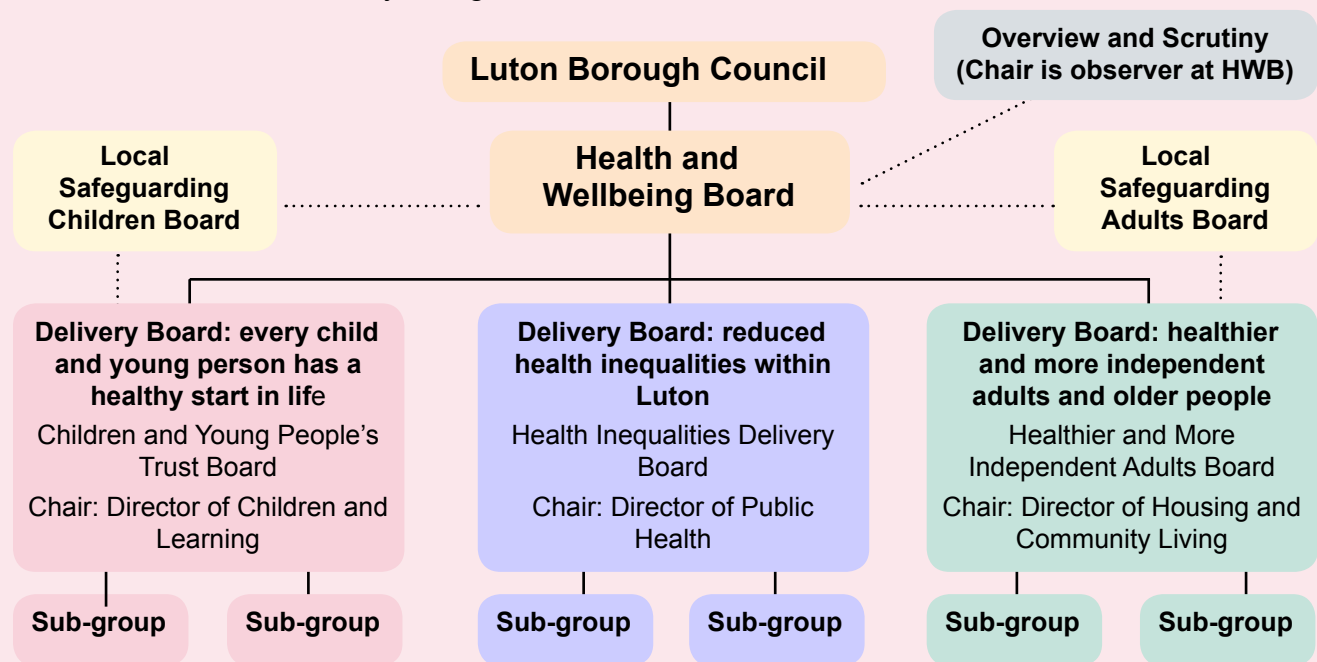 Luton Borough Council
Overview and Scrutiny
(Chair is observer at HWB)
Local
Safeguarding
Children Board
Health and
Wellbeing Board
Local
Safeguarding
Adults Board
Delivery Board: every child
and young person has a
healthy start in life
Children and Young People’s
Trust Board
Chair: Director of Children and
Learning
Delivery Board: reduced
health inequalities within
Luton
Health Inequalities Delivery
Board
Chair: Director of Public
Health
Delivery Board: healthier
and more independent
adults and older people
Healthier and More
Independent Adults Board
Chair: Director of Housing and
Community Living
Sub-group
Sub-group
Sub-group
Sub-group
Sub-group
Sub-group